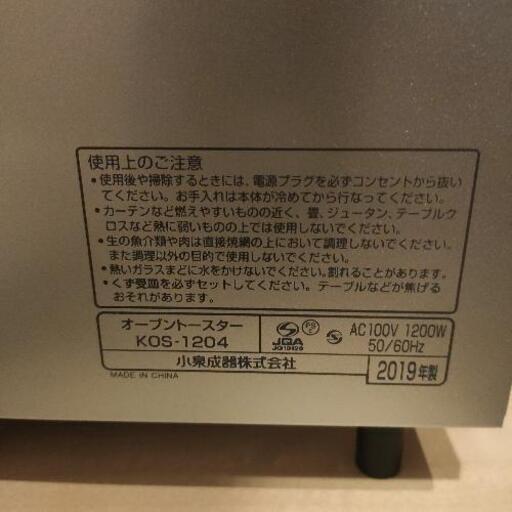 使用上のご注意
•使用後や掃除するときには、電源プラグを必ずコンセントから抜い
てください。お手入れは本体が冷めてから行なってください。
•カーテンなど燃えやすいものの近く、畳、ジュータン、テーブルク
ロスなど熱に弱いものの上では使用しないでください。
•生の魚介類や肉は直接焼網の上において調理しないでください。
また調理以外の目的で使用しないでください。
•熱いガラスまどに水をかけないでください。割れることがあります。
•くず受皿を必ずセットしてください。テーブルなどが焦げる
おそれがあります。
オーブントースター
KOS-1204
JQA
PS
E
AC100V 1200W
50/60Hz
小泉成器株式会社
2019年製
MADE IN CHINA